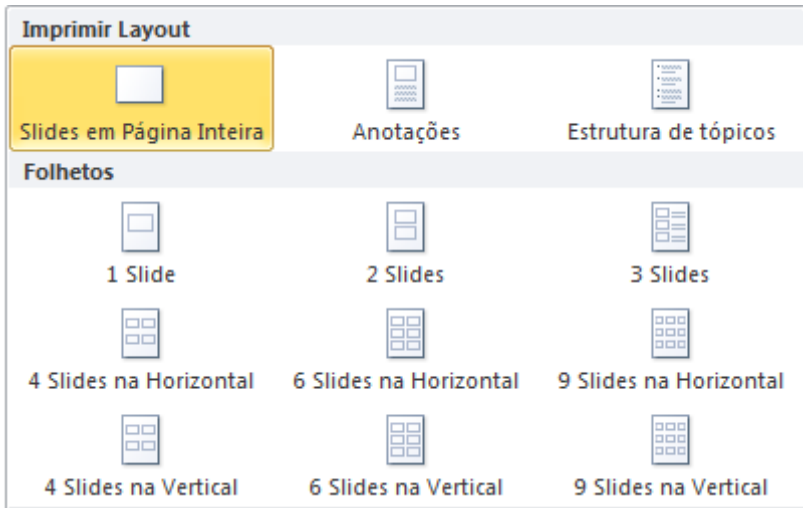 Imprimir Layout
Slides em Página Inteira
Anotações
Estrutura de tópicos
Folhetos
1 Slide
2 Slides
3 Slides
4 Slides na Horizontal
6 Slides na Horizontal
9 Slides na Horizontal
4 Slides na Vertical
6 Slides na Vertical
9 Slides na Vertical